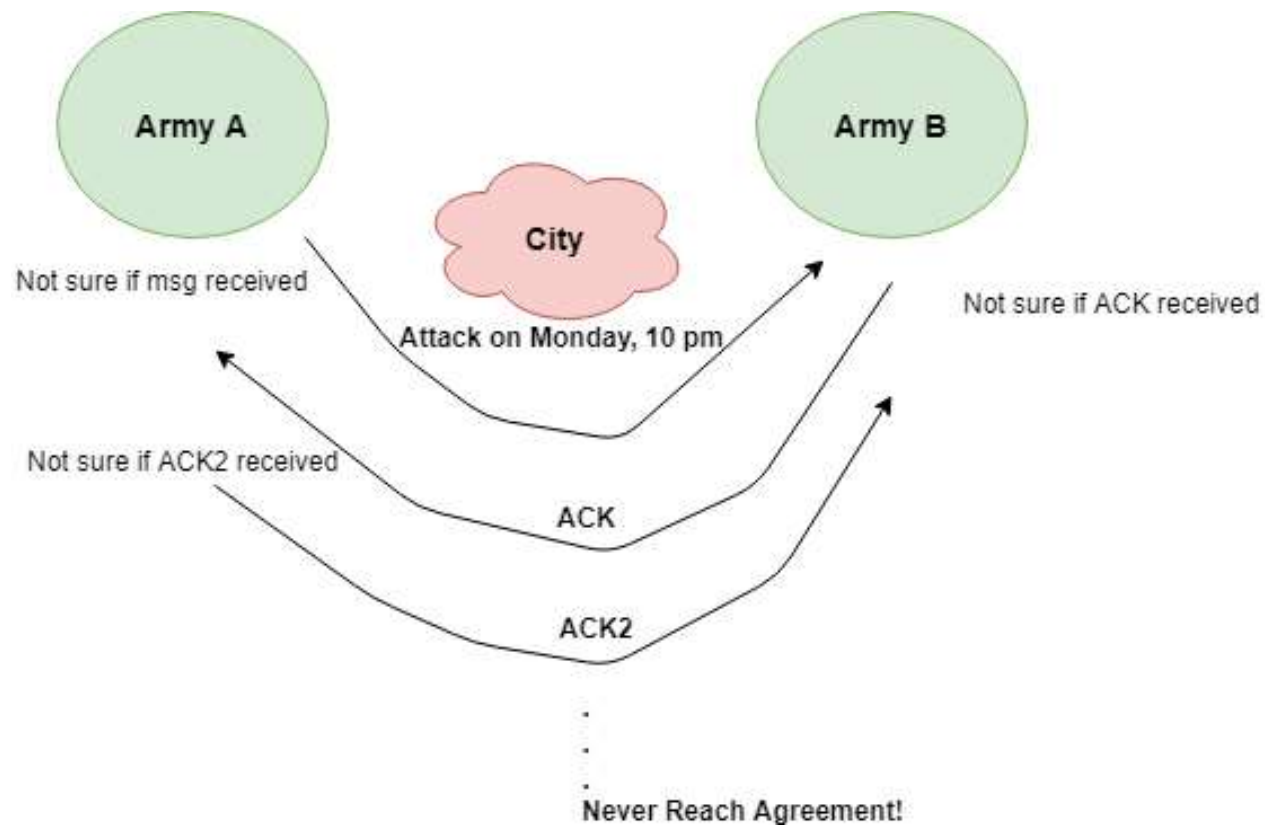 Army A
Army B
City
Not sure if msg received
Not sure if ACK received
Attack on Monday, 10 pm
Not sure if ACK2 received
ACK
ACK2
.
.
.
Never Reach Agreement!